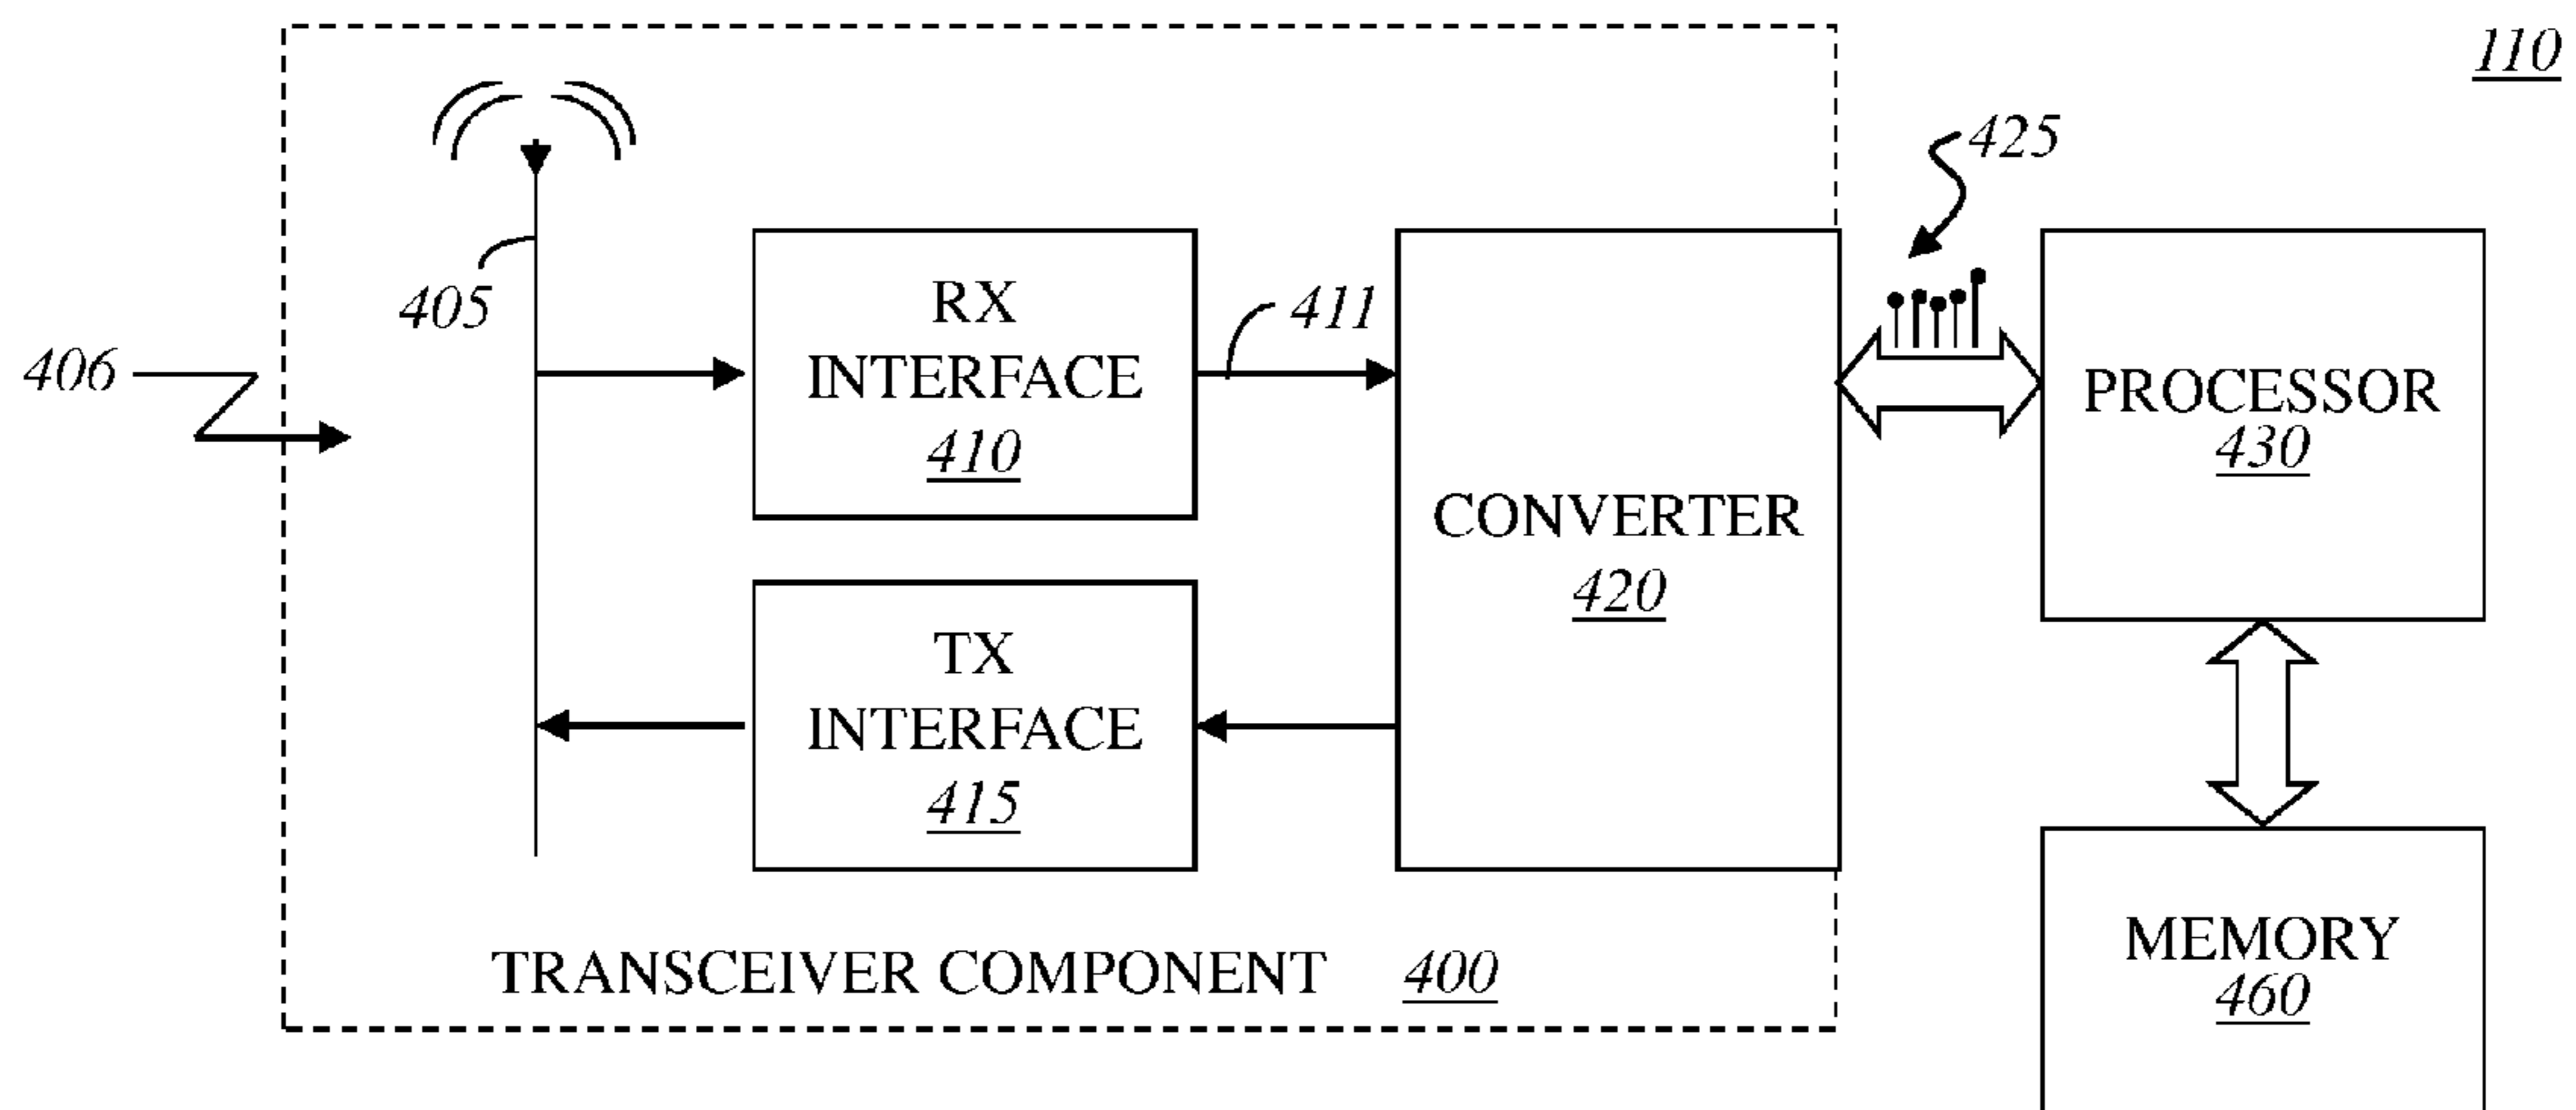 110
425
405
406
RX
INTERFACE
410
411
CONVERTER
420
PROCESSOR
430
TX
INTERFACE
415
MEMORY
460
TRANSCEIVER COMPONENT 400